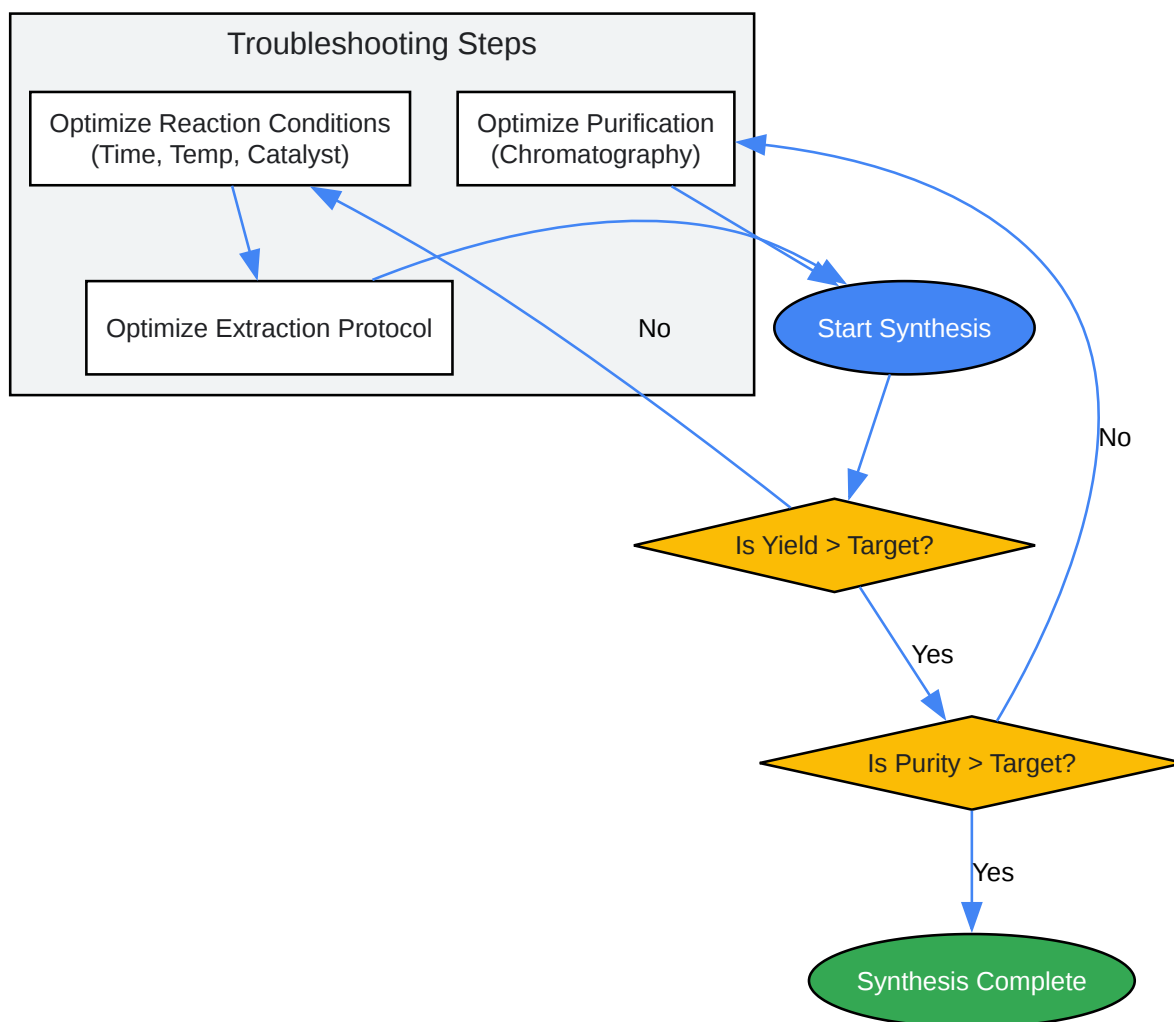 Troubleshooting Steps
Optimize Reaction Conditions
(Time, Temp, Catalyst)
Optimize Purification
(Chromatography)
Optimize Extraction Protocol
No
Start Synthesis
No
Is Yield > Target?
Yes
Is Purity > Target?
Yes
Synthesis Complete